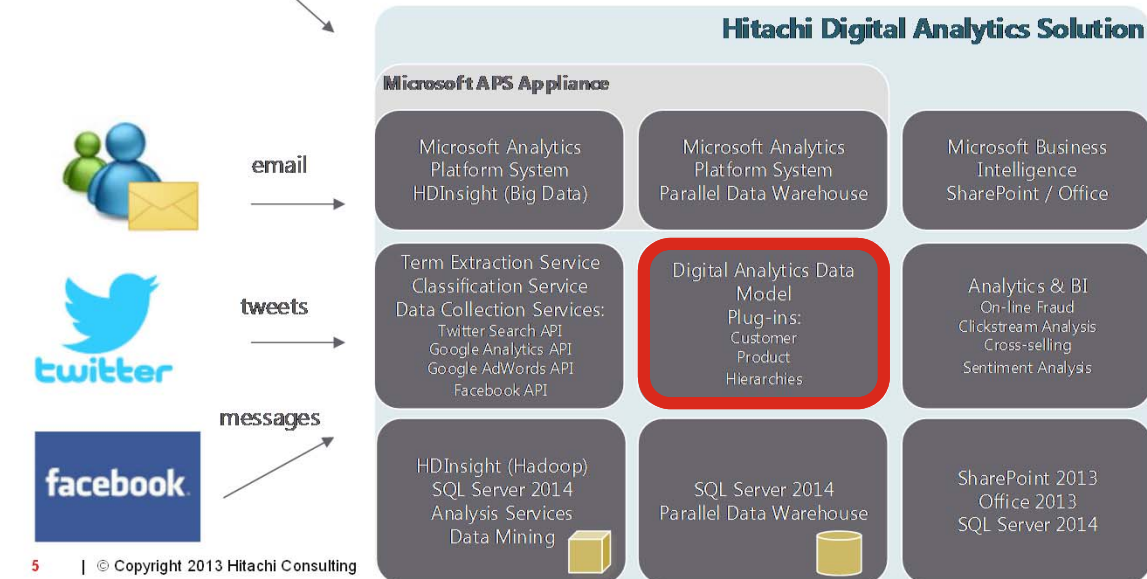 Hitachi Digital Analytics Solution
Microsoft APS Appliance
email
Microsoft Analytics
Platform System
HDInsight (Big Data)
Microsoft Analytics
Platform System
Parallel Data Warehouse
Microsoft Business
Intelligence
SharePoint / Office
twitter
tweets
Term Extraction Service
Classification Service
Data Collection Services:
Twitter Search API
Google Analytics API
Google AdWords API
Facebook API
Digital Analytics Data
Model
Plug-ins:
Customer
Product
Hierarchies
Analytics & BI
On-line Fraud
Clickstream Analysis
Cross-selling
Sentiment Analysis
messages
facebook
HDInsight (Hadoop)
SQL Server 2014
Analysis Services
Data Mining
SQL Server 2014
Parallel Data Warehouse
SharePoint 2013
Office 2013
SQL Server 2014
5 | © Copyright 2013 Hitachi Consulting